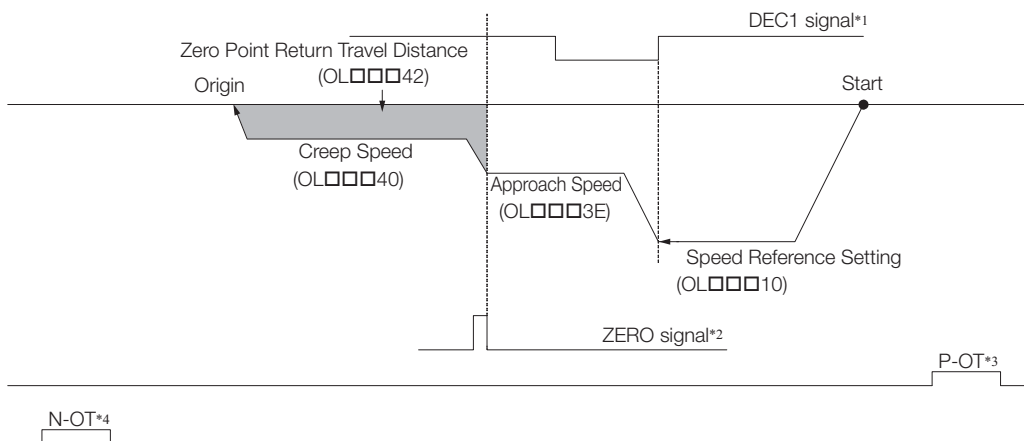 DEC1 signal*1
Zero Point Return Travel Distance
(OL□□□42)
Origin
Start
Creep Speed
(OL□□□40)
Approach Speed
(OL□□□3E)
Speed Reference Setting
(OL□□□10)
ZERO signal*2
P-OT*3
N-OT*4